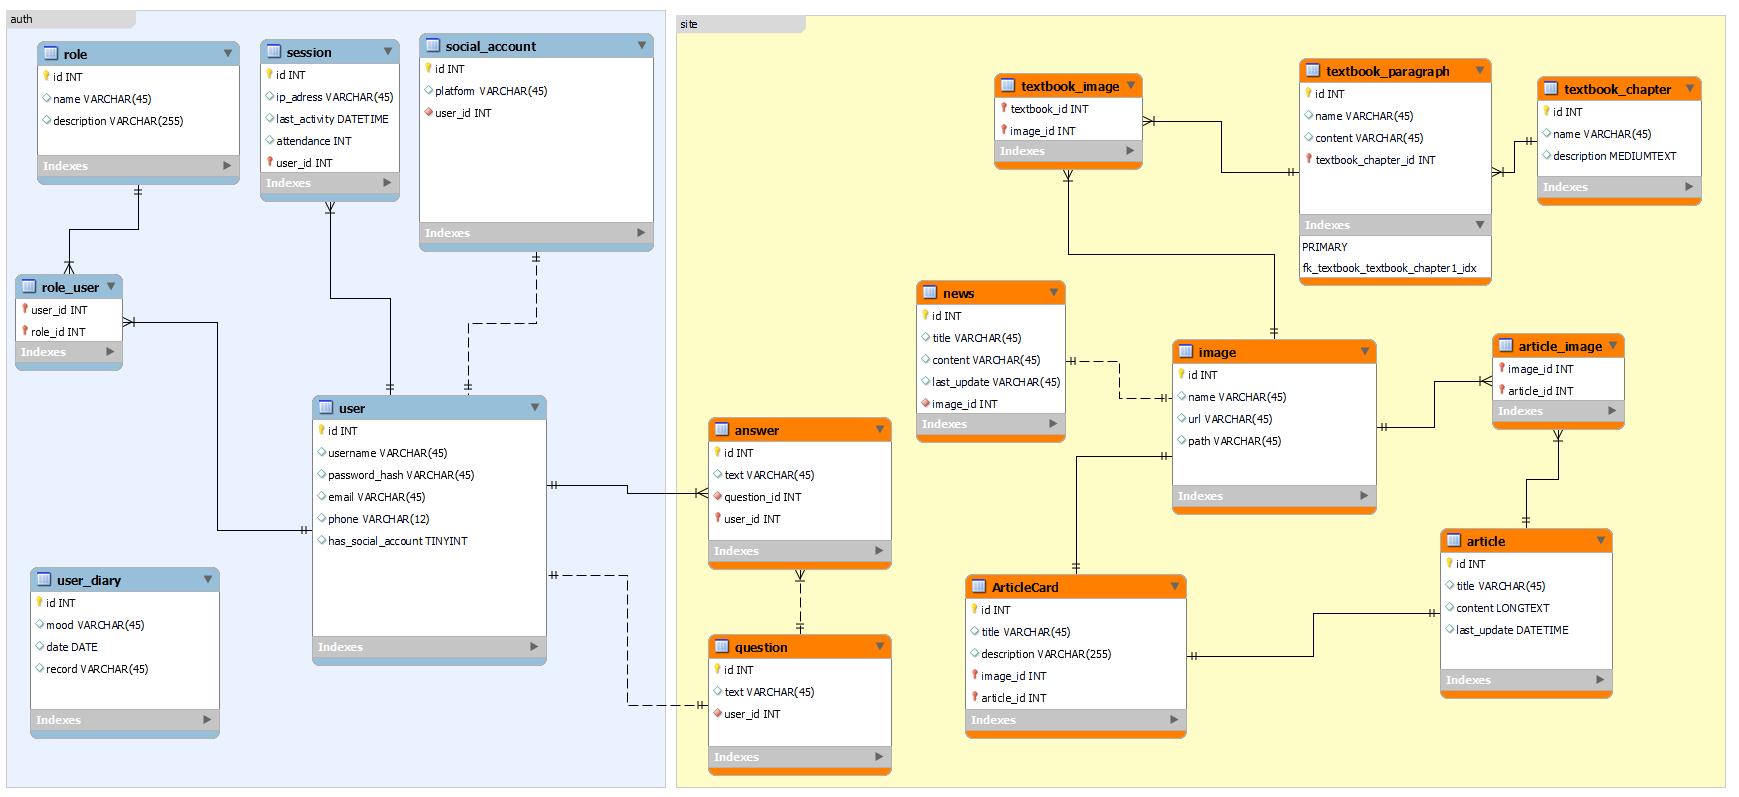 auth
role
id INT
name VARCHAR(45)
description VARCHAR(255)
Indexes
session
id INT
ip_adress VARCHAR(45)
last_activity DATETIME
attendance INT
user_id INT
Indexes
social_account
id INT
platform VARCHAR(45)
user_id INT
Indexes
role_user
user_id INT
role_id INT
Indexes
user
id INT
username VARCHAR(45)
password_hash VARCHAR(45)
email VARCHAR(45)
phone VARCHAR(12)
has_social_account TINYINT
Indexes
user_diary
id INT
mood VARCHAR(45)
date DATE
record VARCHAR(45)
Indexes
site
textbook_image
textbook_id INT
image_id INT
Indexes
textbook_paragraph
id INT
name VARCHAR(45)
content VARCHAR(45)
textbook_chapter_id INT
Indexes
PRIMARY
fk_textbook_textbook_chapter1_idx
textbook_chapter
id INT
name VARCHAR(45)
description MEDIUMTEXT
Indexes
news
id INT
title VARCHAR(45)
content VARCHAR(45)
last_update VARCHAR(45)
image_id INT
Indexes
image
id INT
name VARCHAR(45)
url VARCHAR(45)
path VARCHAR(45)
Indexes
article_image
image_id INT
article_id INT
Indexes
answer
id INT
text VARCHAR(45)
question_id INT
user_id INT
Indexes
question
id INT
text VARCHAR(45)
user_id INT
Indexes
ArticleCard
id INT
title VARCHAR(45)
description VARCHAR(255)
image_id INT
article_id INT
Indexes
article
id INT
title VARCHAR(45)
content LONGTEXT
last_update DATETIME
Indexes